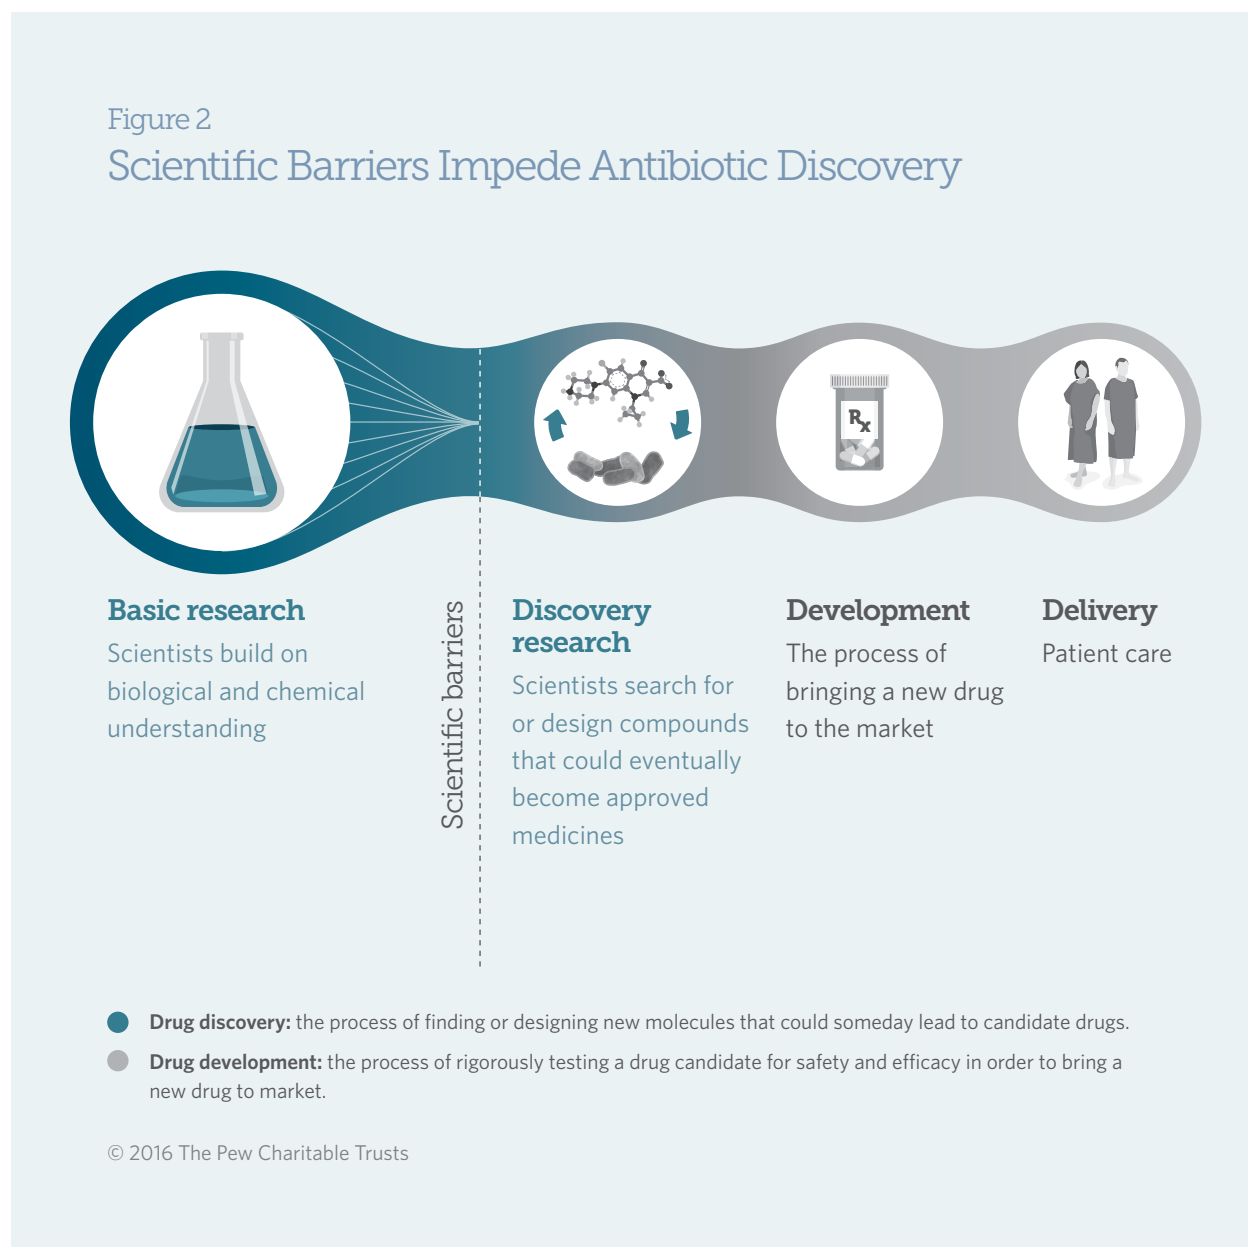 Figure 2
Scientific Barriers Impede Antibiotic Discovery
Rx
Basic research
Scientists build on
biological and chemical
understanding
Scientific barriers
Discovery
research
Scientists search for
or design compounds
that could eventually
become approved
medicines
Development
The process of
bringing a new drug
to the market
Delivery
Patient care
Drug discovery: the process of finding or designing new molecules that could someday lead to candidate drugs.
Drug development: the process of rigorously testing a drug candidate for safety and efficacy in order to bring a
new drug to market.
© 2016 The Pew Charitable Trusts